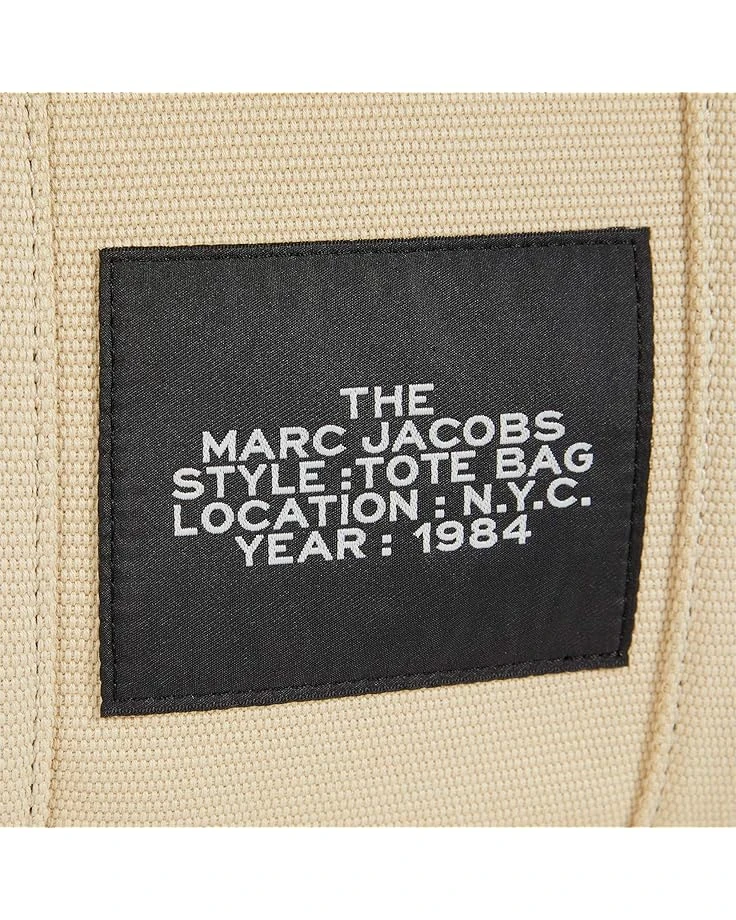 THE
MARC JACOBS
STYLE : TOTE BAG
LOCATION : N.Y.C.
YEAR : 1984